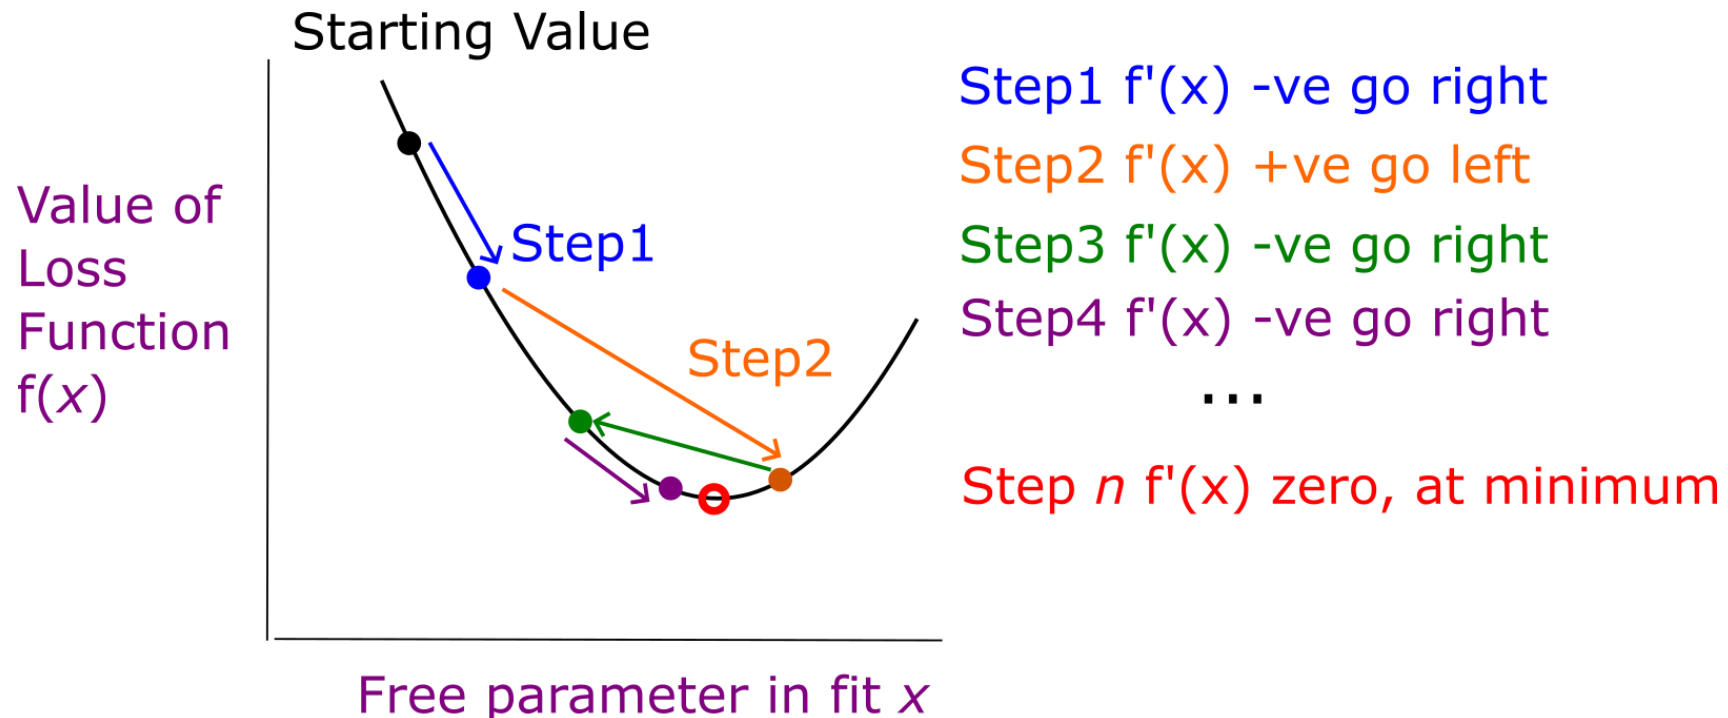 Starting Value
Value of
Loss
Function
f(x)
Step1
Step2
Free parameter in fit x
Step1 f'(x) -ve go right
Step2 f'(x) +ve go left
Step3 f'(x) -ve go right
Step4 f'(x) -ve go right
...
Step n f'(x) zero, at minimum